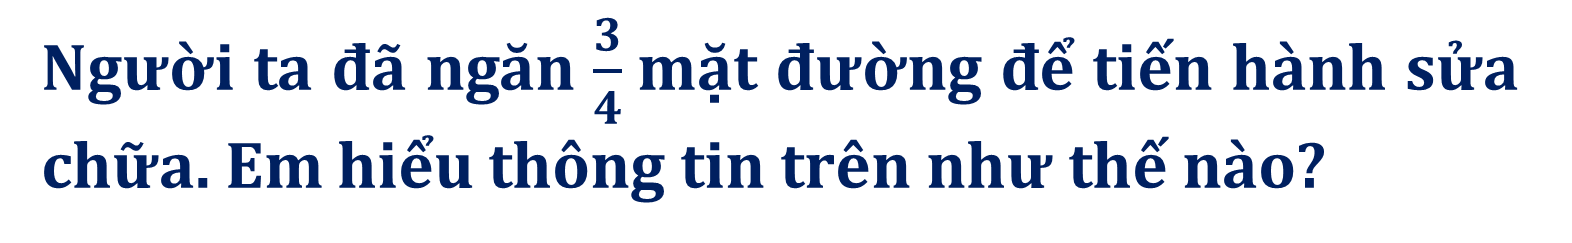 Người ta đã ngăn 3/4 mặt đường để tiến hành sửa
chữa. Em hiểu thông tin trên như thế nào?